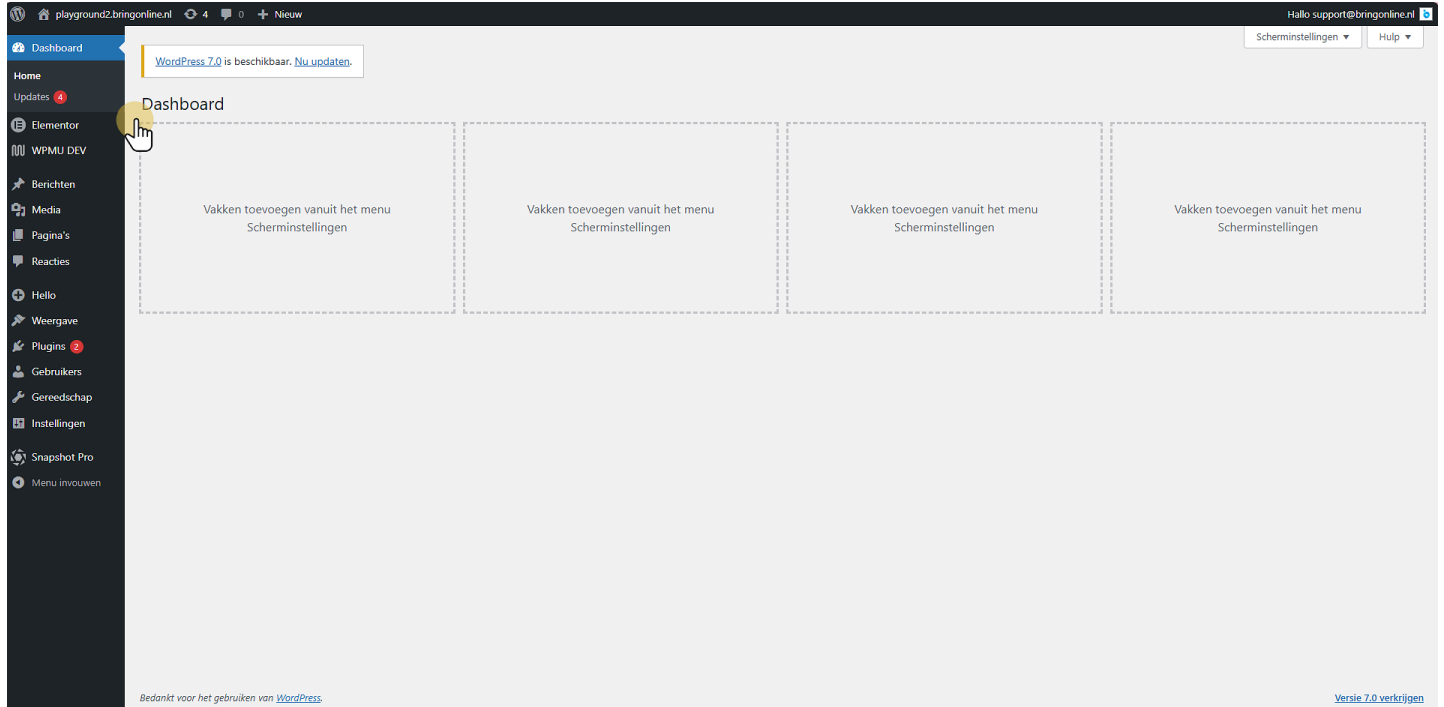 playground2.bringonline.nl 4 0 Nieuw Hallo support@bringonline.nl
Scherminstellingen Hulp
Dashboard
Home
Updates 4
Elementor
WPMU DEV
Berichten
Media
Pagina's
Reacties
Hello
Weergave
Plugins 2
Gebruikers
Gereedschap
Instellingen
Snapshot Pro
Menu invouwen
WordPress 7.0 is beschikbaar. Nu updaten.
Dashboard
Vakken toevoegen vanuit het menu
Scherminstellingen
Vakken toevoegen vanuit het menu
Scherminstellingen
Vakken toevoegen vanuit het menu
Scherminstellingen
Vakken toevoegen vanuit het menu
Scherminstellingen
Bedankt voor het gebruiken van WordPress.
Versie 7.0 verkrijgen